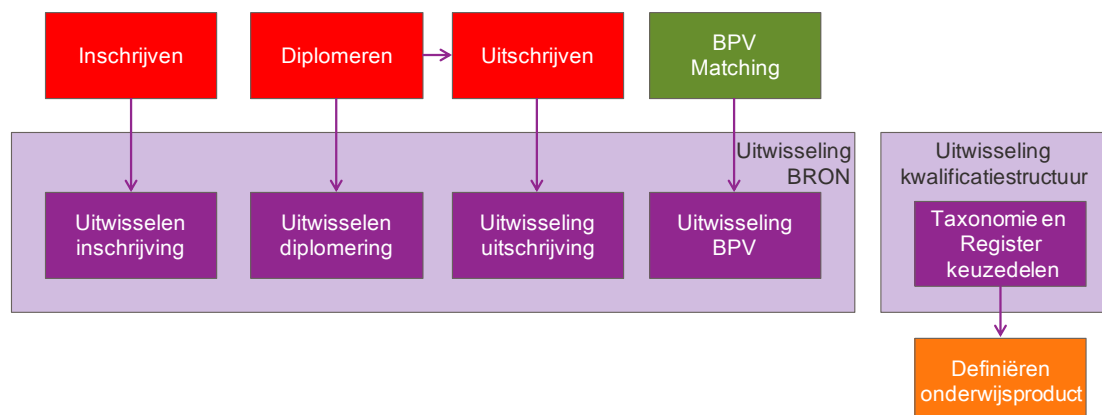 Inschrijven
Diplomeren
Uitschrijven
BPV
Matching
Uitwisseling
BRON
Uitwisseling
kwalificatiestructuur
Uitwisselen
inschrijving
Uitwisselen
diplomering
Uitwisseling
uitschrijving
Uitwisseling
BPV
Taxonomie en
Register
keuzedelen
Definiëren
onderwijsproduct